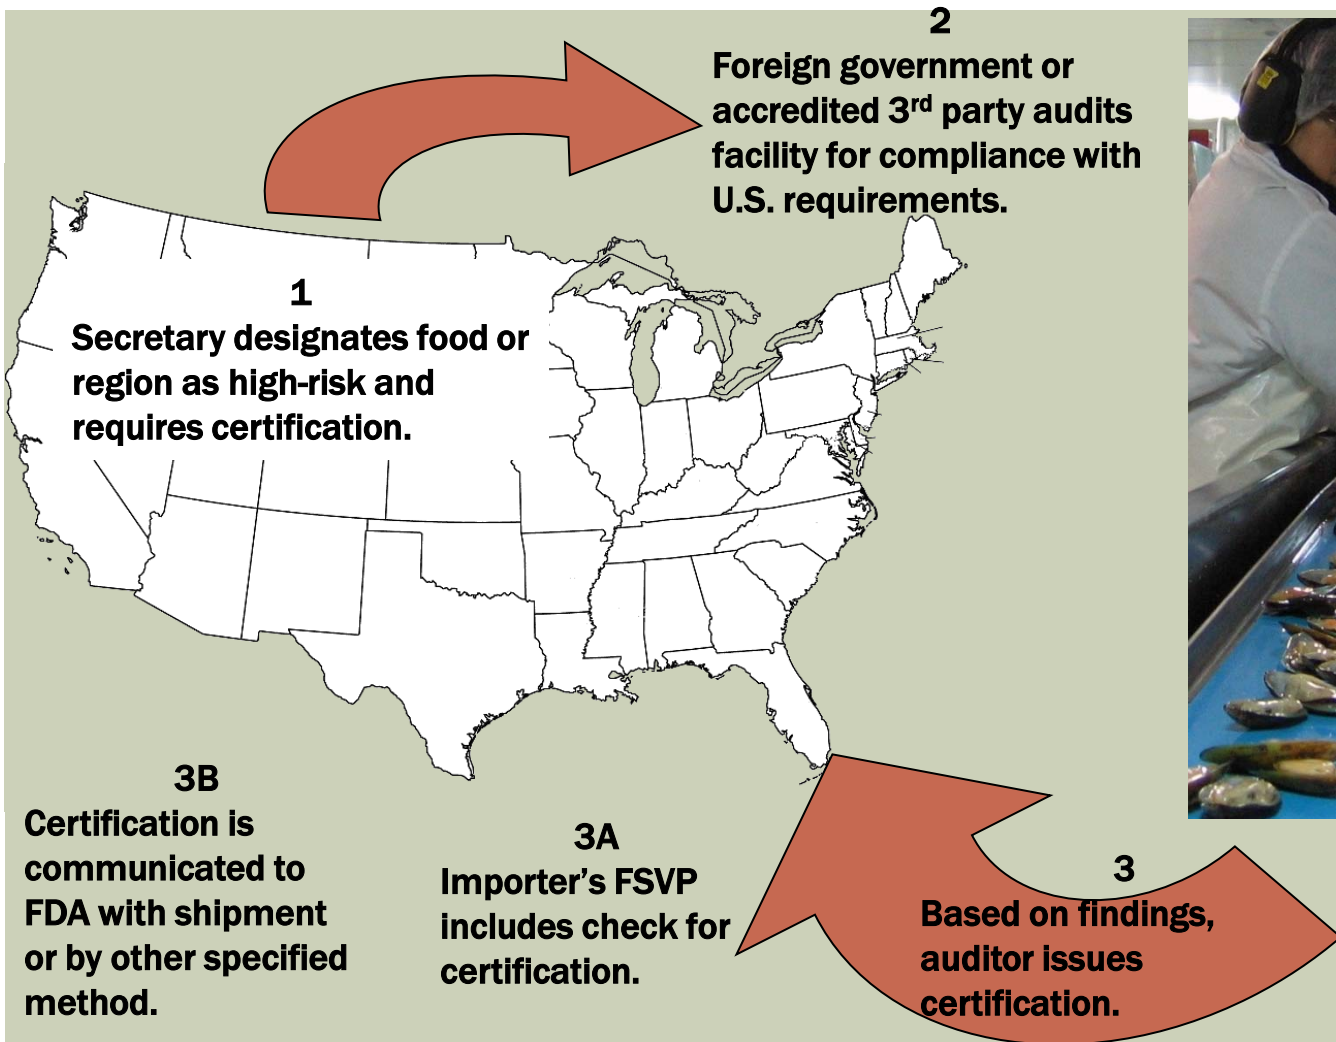 1
Secretary designates food or
region as high-risk and
requires certification.
2
Foreign government or
accredited 3rd party audits
facility for compliance with
U.S. requirements.
3
Based on findings,
auditor issues
certification.
3A
Importer’s FSVP
includes check for
certification.
3B
Certification is
communicated to
FDA with shipment
or by other specified
method.